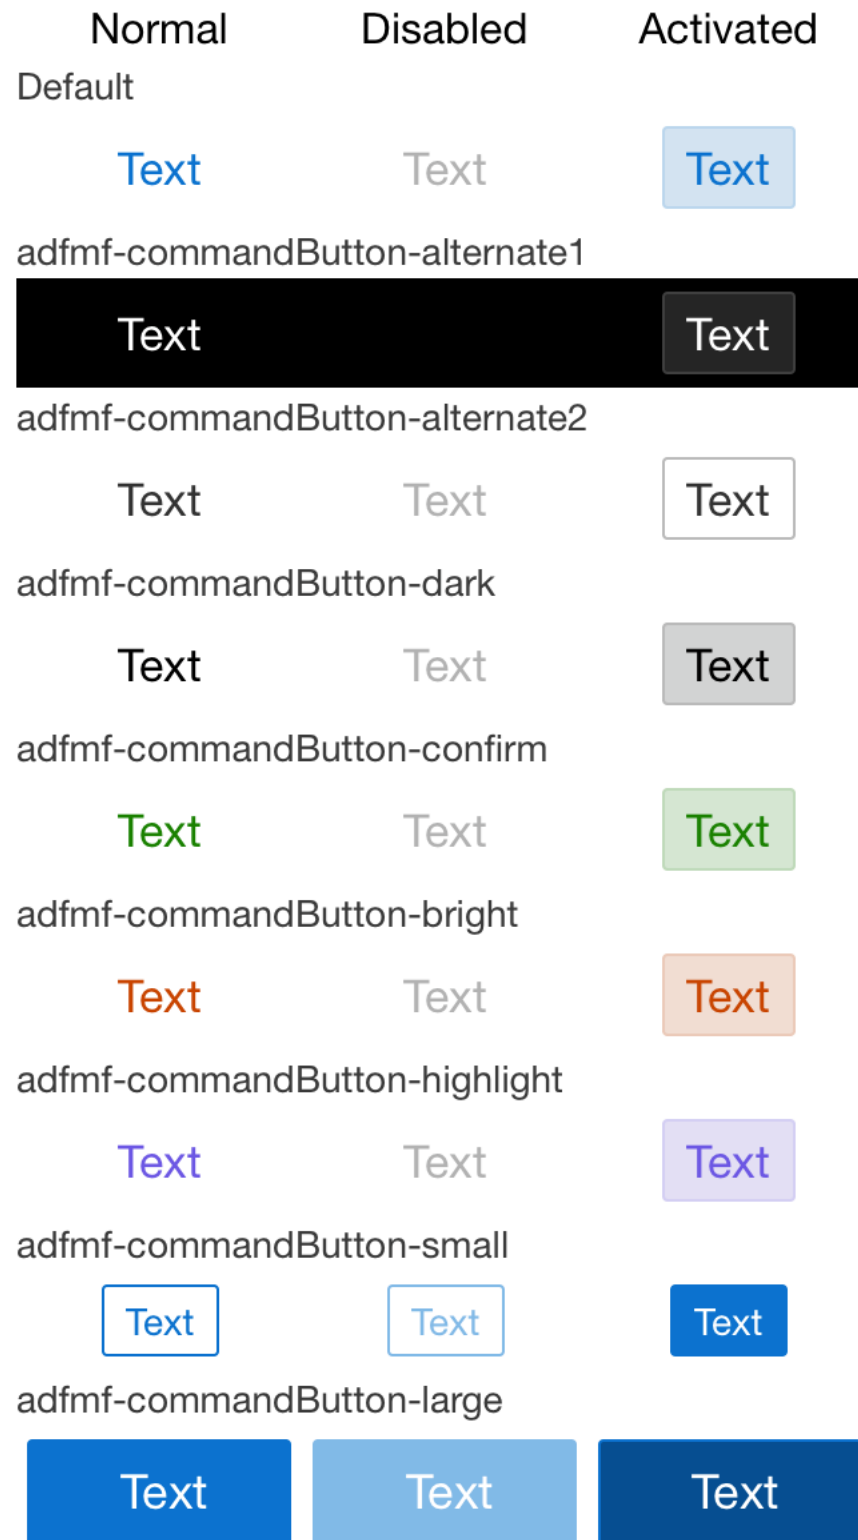 Normal Disabled Activated
Default
Text Text Text
adfmf-commandButton-alternate1
Text Text
adfmf-commandButton-alternate2
Text Text Text
adfmf-commandButton-dark
Text Text Text
adfmf-commandButton-confirm
Text Text Text
adfmf-commandButton-bright
Text Text Text
adfmf-commandButton-highlight
Text Text Text
adfmf-commandButton-small
Text Text Text
adfmf-commandButton-large
Text Text Text